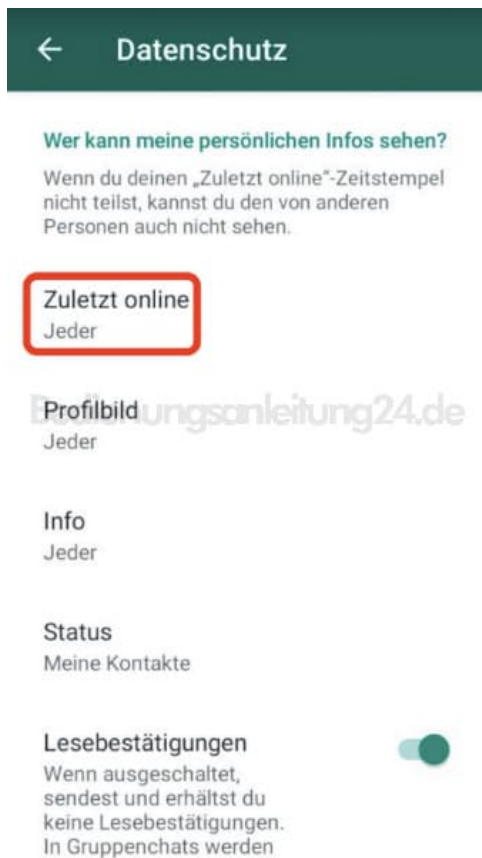 Datenschutz
Wer kann meine persönlichen Infos sehen?
Wenn du deinen „Zuletzt online“-Zeitstempel
nicht teilst, kannst du den von anderen
Personen auch nicht sehen.
Zuletzt online
Jeder
Profilbild
Bedienungsanleitung24.de
Jeder
Info
Jeder
Status
Meine Kontakte
Lesebestätigungen
Wenn ausgeschaltet,
sendest und erhältst du
keine Lesebestätigungen.
In Gruppenchats werden